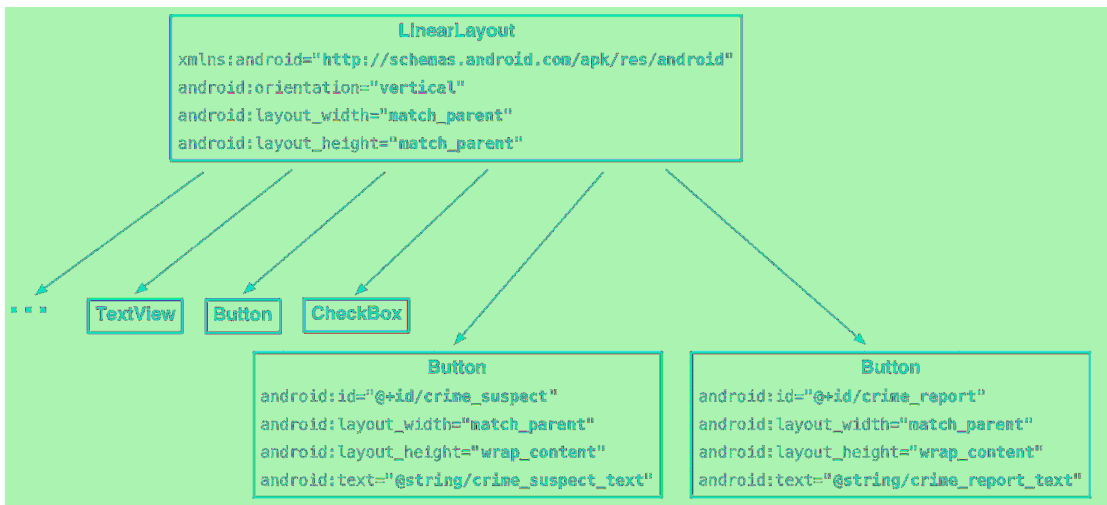 LinearLayout
xmlns:android="http://schemas.android.com/apk/res/android"
android:orientation="vertical"
android:layout_width="match_parent"
android:layout_height="match_parent"
...
TextView
Button
CheckBox
Button
android:id="@+id/crime_suspect"
android:layout_width="match_parent"
android:layout_height="wrap_content"
android:text="@string/crime_suspect_text"
Button
android:id="@+id/crime_report"
android:layout_width="match_parent"
android:layout_height="wrap_content"
android:text="@string/crime_report_text"